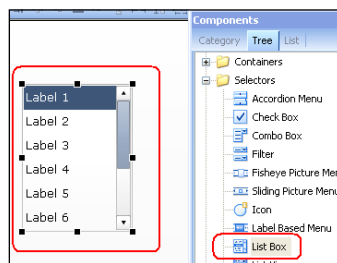 Components
Category Tree List
Containers
Selectors
Accordion Menu
Label 1
Check Box
Label 2
Combo Box
Label 3
Filter
Label 4
Fisheye Picture Men
Sliding Picture Menu
Label 5
Icon
Label 6
Label Based Menu
List Box